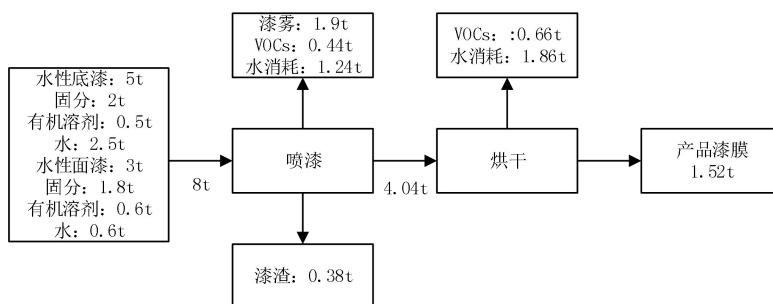 漆雾：1.9t
VOCs：0.44t
水消耗：1.24t
VOCs：:0.66t
水消耗：1.86t
水性底漆：5t
固分：2t
有机溶剂：0.5t
水：2.5t
水性面漆：3t
固分：1.8t
有机溶剂：0.6t
水：0.6t
8t
喷漆
4.04t
烘干
产品漆膜
1.52t
漆渣：0.38t